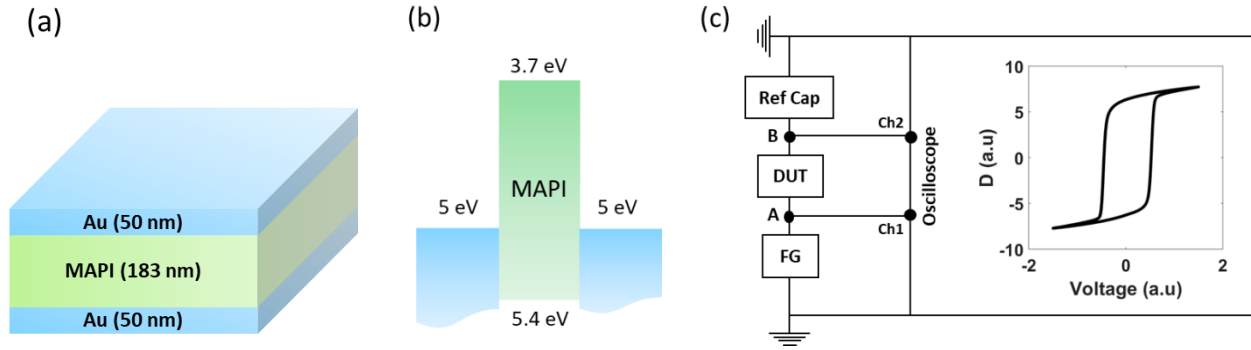 (a)
Au (50 nm)
MAPI (183 nm)
Au (50 nm)
(b)
3.7 eV
MAPI
5 eV
5 eV
5.4 eV
(c)
Ref Cap
B
Ch2
DUT
A
Ch1
FG
Oscilloscope
D (a.u)
10
5
0
-5
-10
-2
0
2
Voltage (a.u)